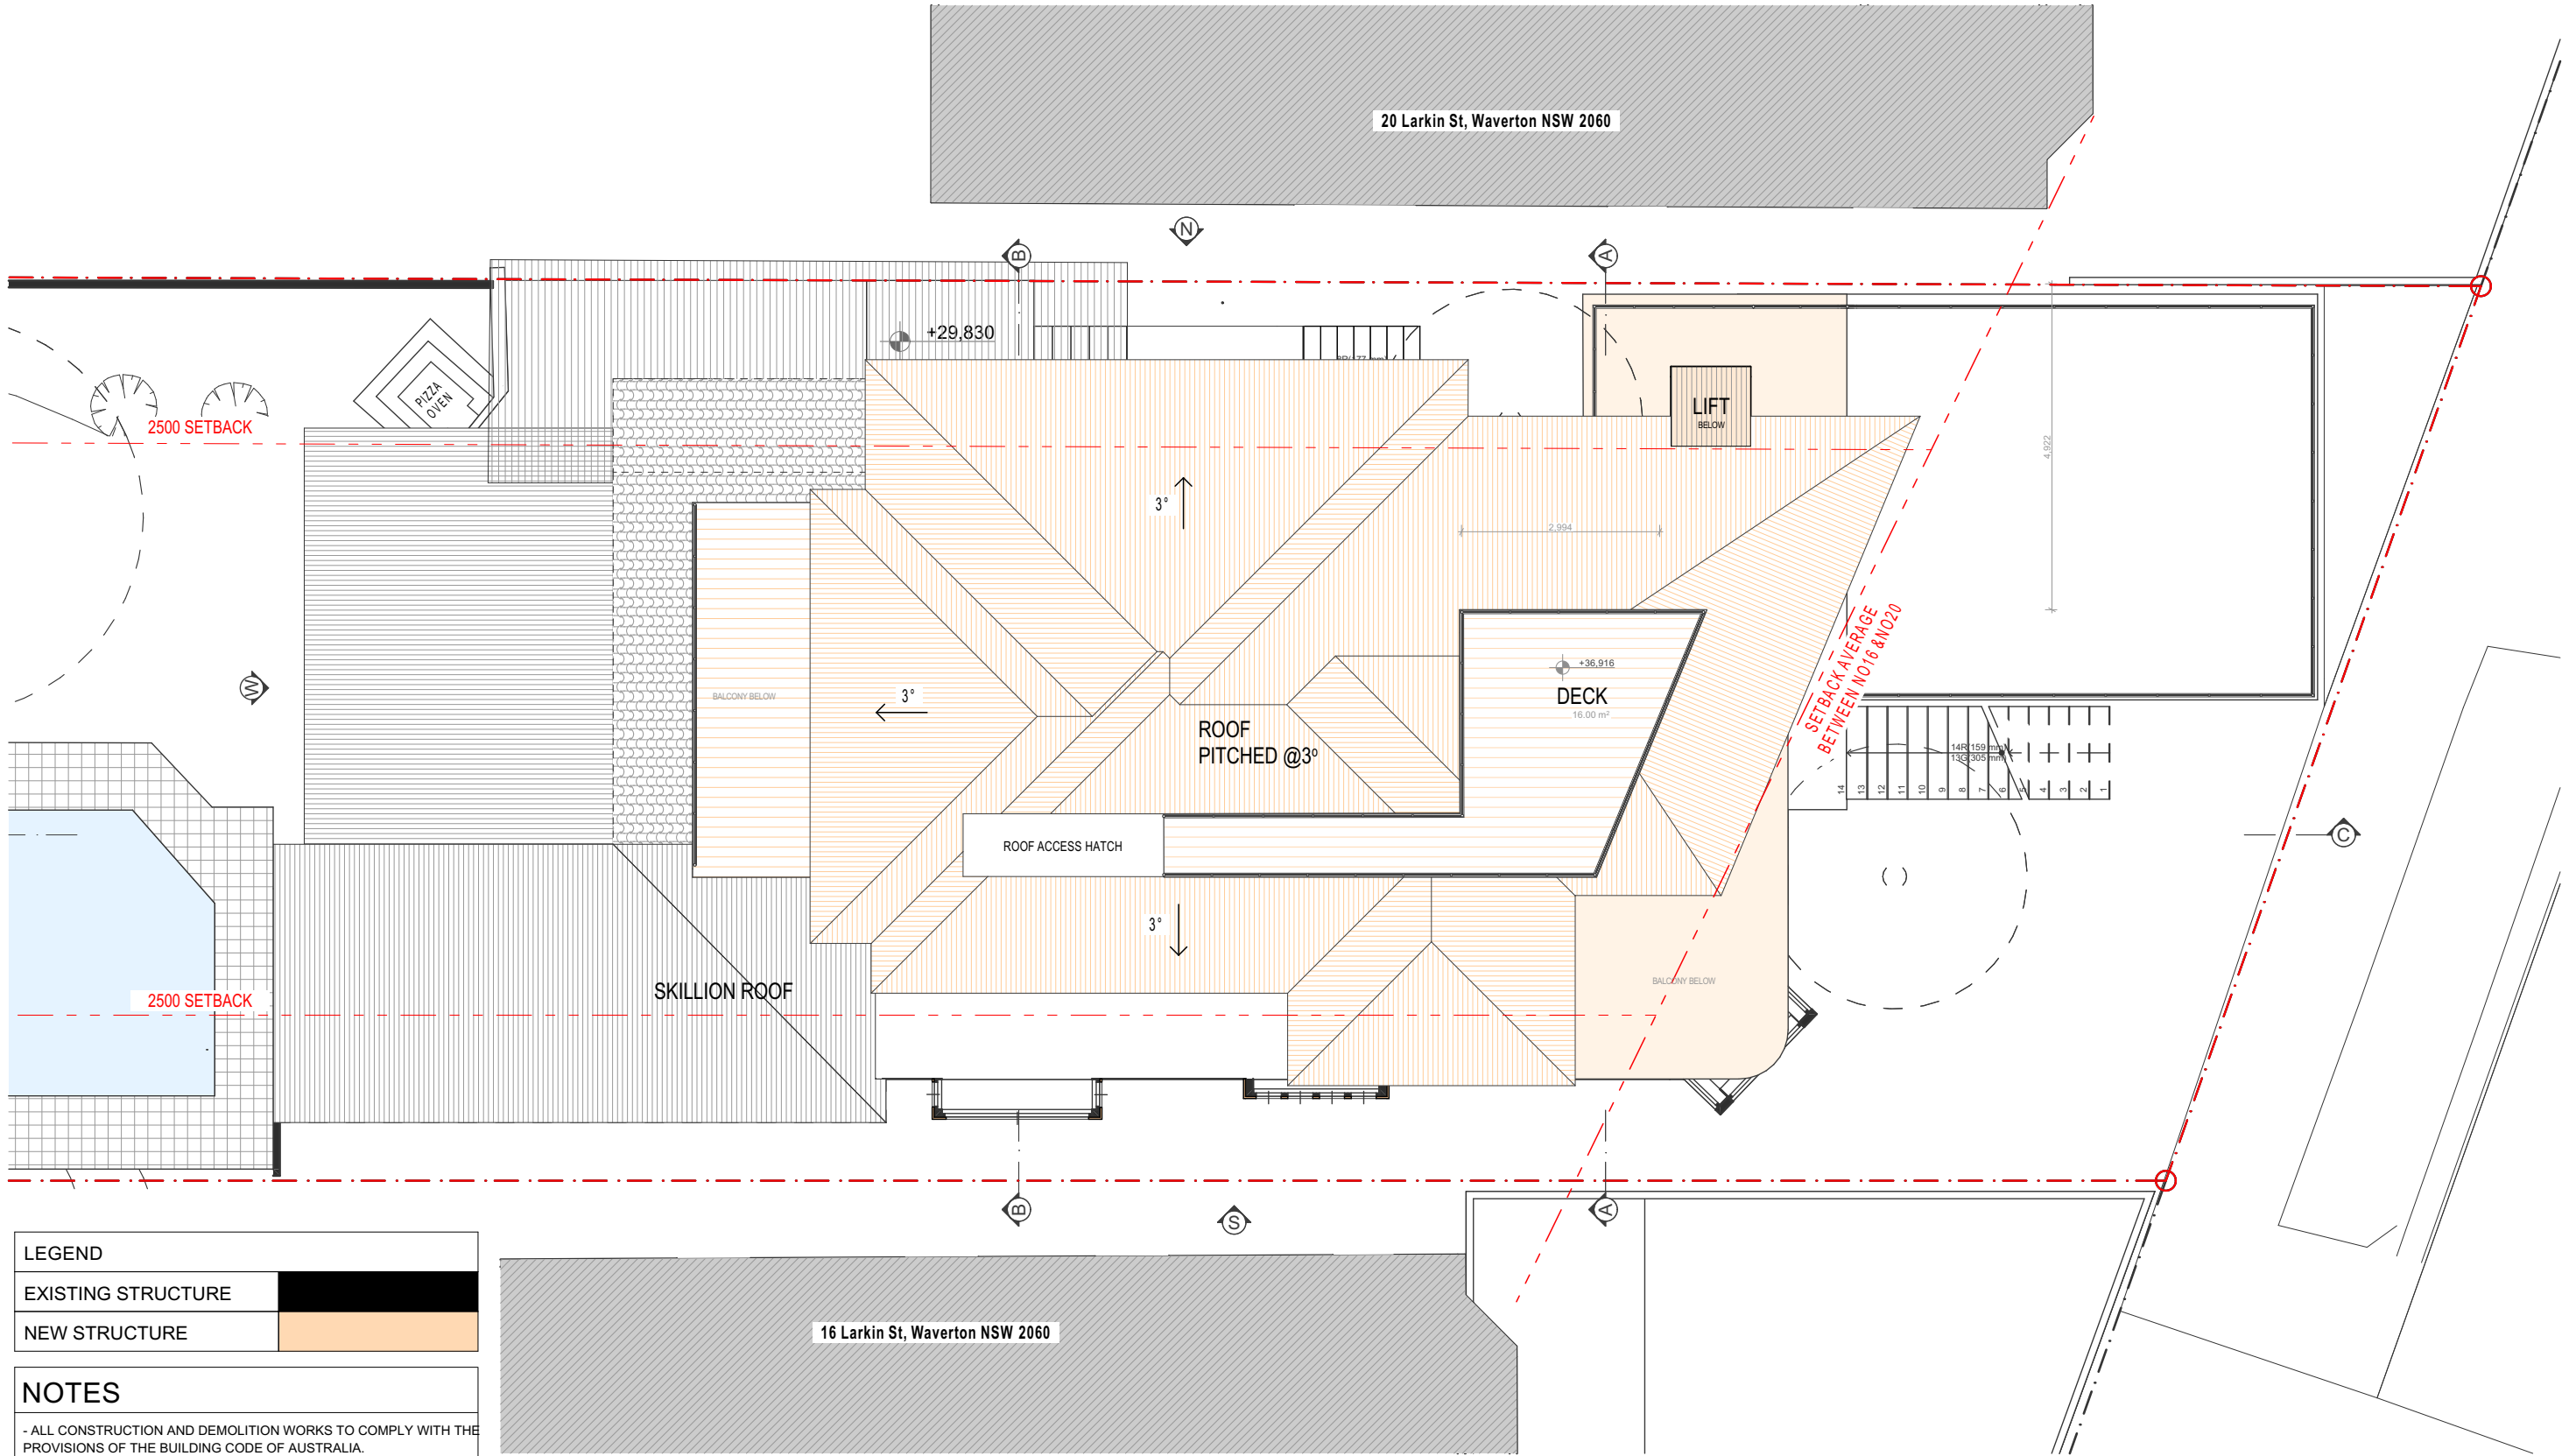 20 Larkin St, Waverton NSW 2060
N
B
A
+29,830
PIZZA
OVEN
2500 SETBACK
LIFT
BELOW
4,922
3°
2,994
SETBACK AVERAGE
BETWEEN NO16 &NO20
W
BALCONY BELOW
3°
+36,916
DECK
16.00 m²
ROOF
PITCHED @3º
14R(159 mm)
13G(305 mm)
14
13
12
11
10
9
8
7
6
5
4
3
2
1
C
ROOF ACCESS HATCH
3°
SKILLION ROOF
BALCONY BELOW
2500 SETBACK
B
S
A
LEGEND
EXISTING STRUCTURE
NEW STRUCTURE
16 Larkin St, Waverton NSW 2060
NOTES
- ALL CONSTRUCTION AND DEMOLITION WORKS TO COMPLY WITH THE
PROVISIONS OF THE BUILDING CODE OF AUSTRALIA.